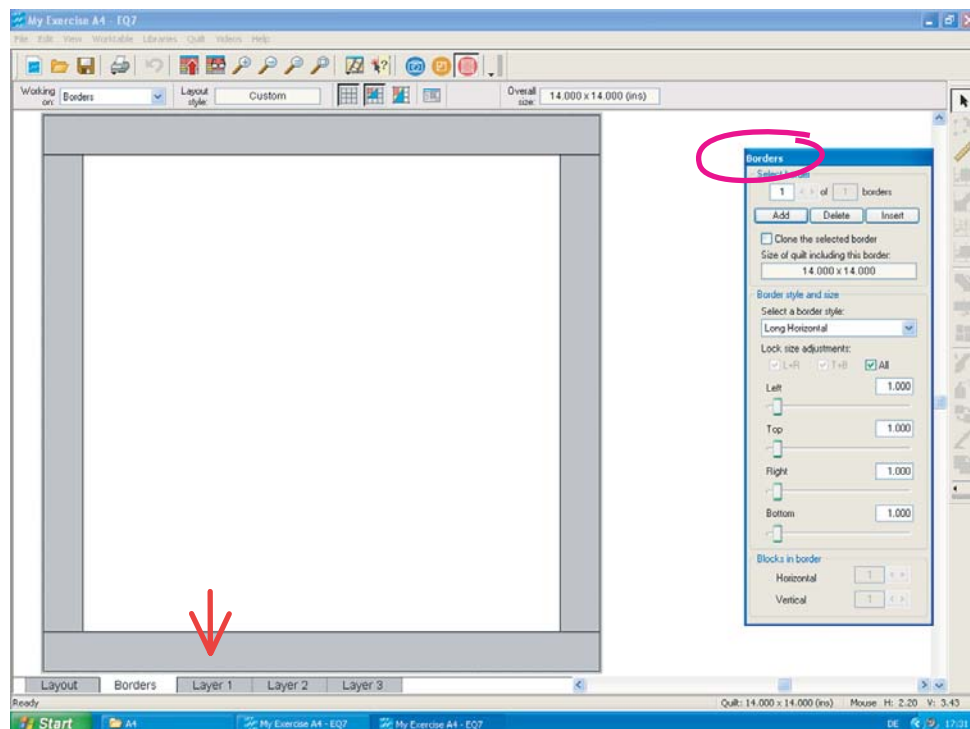 My Exercise A4 - EQ7
File Edit View Worktable Libraries Quilt Videos Help
Working on: Borders Layout style: Custom Overall size: 14.000 x 14.000 (ins)
Borders
Select border
1 of 1 borders
Add Delete Insert
Clone the selected border
Size of quilt including this border:
14.000 x 14.000
Border style and size
Select a border style:
Long Horizontal
Lock size adjustments:
L+R T+B All
Left 1.000
Top 1.000
Right 1.000
Bottom 1.000
Blocks in border
Horizontal 1
Vertical 1
Layout Borders Layer 1 Layer 2 Layer 3
Ready Quilt: 14.000 x 14.000 (ins) Mouse H: 2.20 V: 3.43
Start A4 My Exercise A4 - EQ7 My Exercise A4 - EQ7 DE 17:01